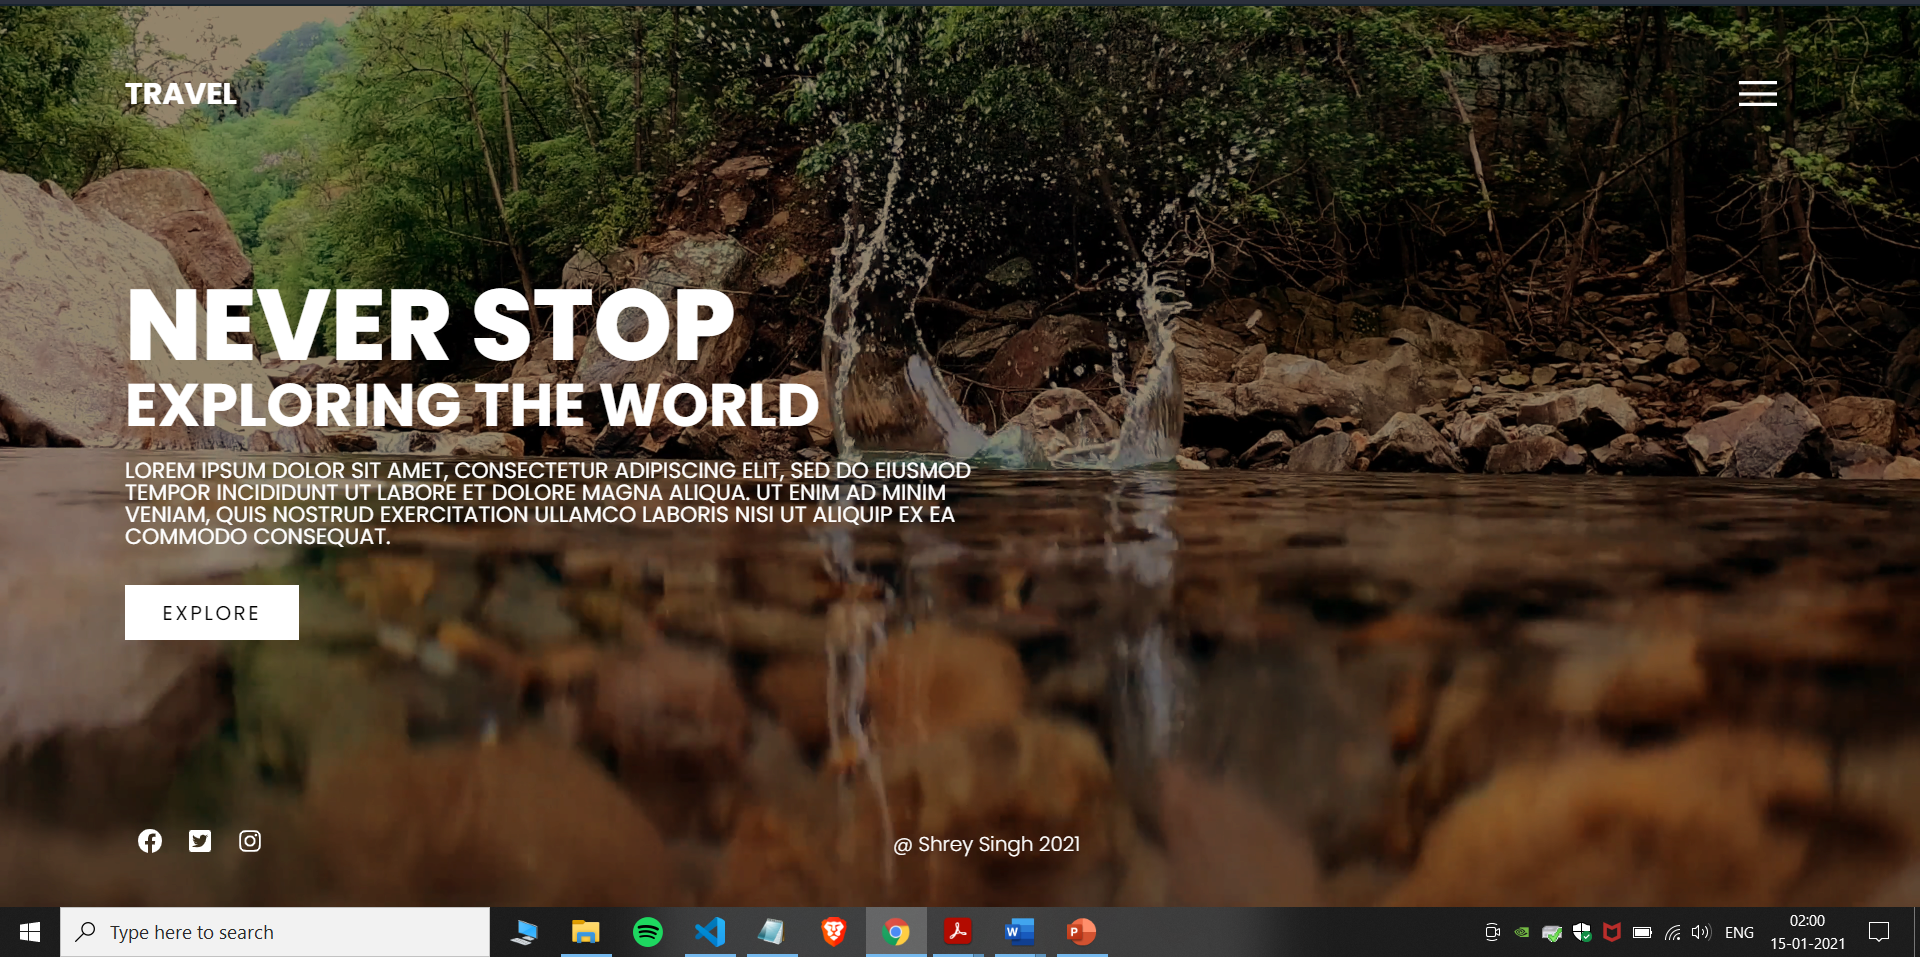 TRAVEL
NEVER STOP
EXPLORING THE WORLD
LOREM IPSUM DOLOR SIT AMET, CONSECTETUR ADIPISCING ELIT, SED DO EIUSMOD
TEMPOR INCIDIDUNT UT LABORE ET DOLORE MAGNA ALIQUA. UT ENIM AD MINIM
VENIAM, QUIS NOSTRUD EXERCITATION ULLAMCO LABORIS NISI UT ALIQUIP EX EA
COMMODO CONSEQUAT.
EXPLORE
@ Shrey Singh 2021
Type here to search
W
P
ENG
02:00
15-01-2021